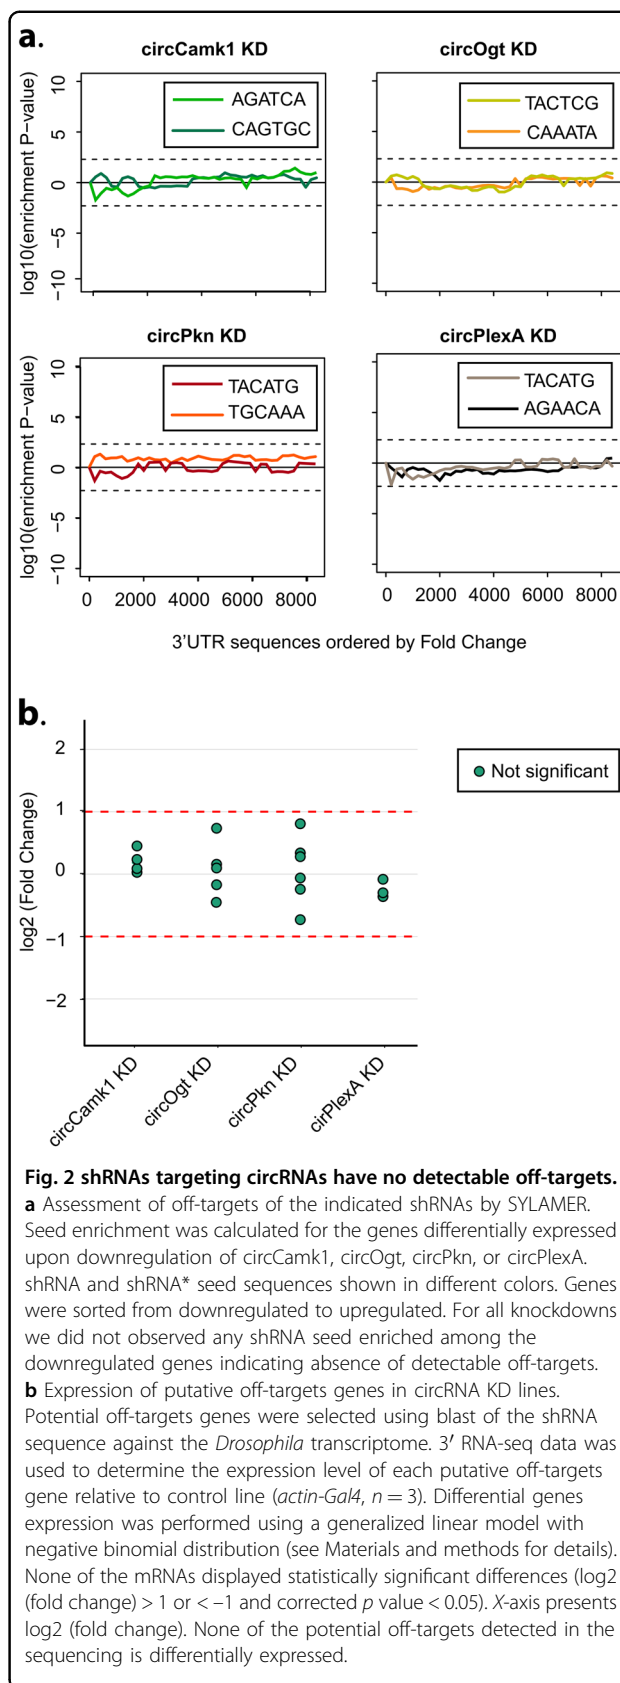 a.
circCamk1 KD
circOgt KD
log10(enrichment P-value)
10
5
0
−5
−10
AGATCA
CAGTGC
TACTCG
CAAATA
circPkn KD
circPlexA KD
log10(enrichment P-value)
10
5
0
−5
−10
TACATG
TGCAAA
TACATG
AGAACA
0 2000 4000 6000 8000
0 2000 4000 6000 8000
3'UTR sequences ordered by Fold Change
b.
log2 (Fold Change)
2
1
0
−1
−2
Not significant
circCamk1 KD
circOgt KD
circPkn KD
cirPlexA KD
Fig. 2 shRNAs targeting circRNAs have no detectable off-targets.
a Assessment of off-targets of the indicated shRNAs by SYLAMER.
Seed enrichment was calculated for the genes differentially expressed
upon downregulation of circCamk1, circOgt, circPkn, or circPlexA.
shRNA and shRNA* seed sequences shown in different colors. Genes
were sorted from downregulated to upregulated. For all knockdowns
we did not observed any shRNA seed enriched among the
downregulated genes indicating absence of detectable off-targets.
b Expression of putative off-targets genes in circRNA KD lines.
Potential off-targets genes were selected using blast of the shRNA
sequence against the Drosophila transcriptome. 3′ RNA-seq data was
used to determine the expression level of each putative off-targets
gene relative to control line (actin-Gal4, n = 3). Differential genes
expression was performed using a generalized linear model with
negative binomial distribution (see Materials and methods for details).
None of the mRNAs displayed statistically significant differences (log2
(fold change) > 1 or < –1 and corrected p value < 0.05). X-axis presents
log2 (fold change). None of the potential off-targets detected in the
sequencing is differentially expressed.